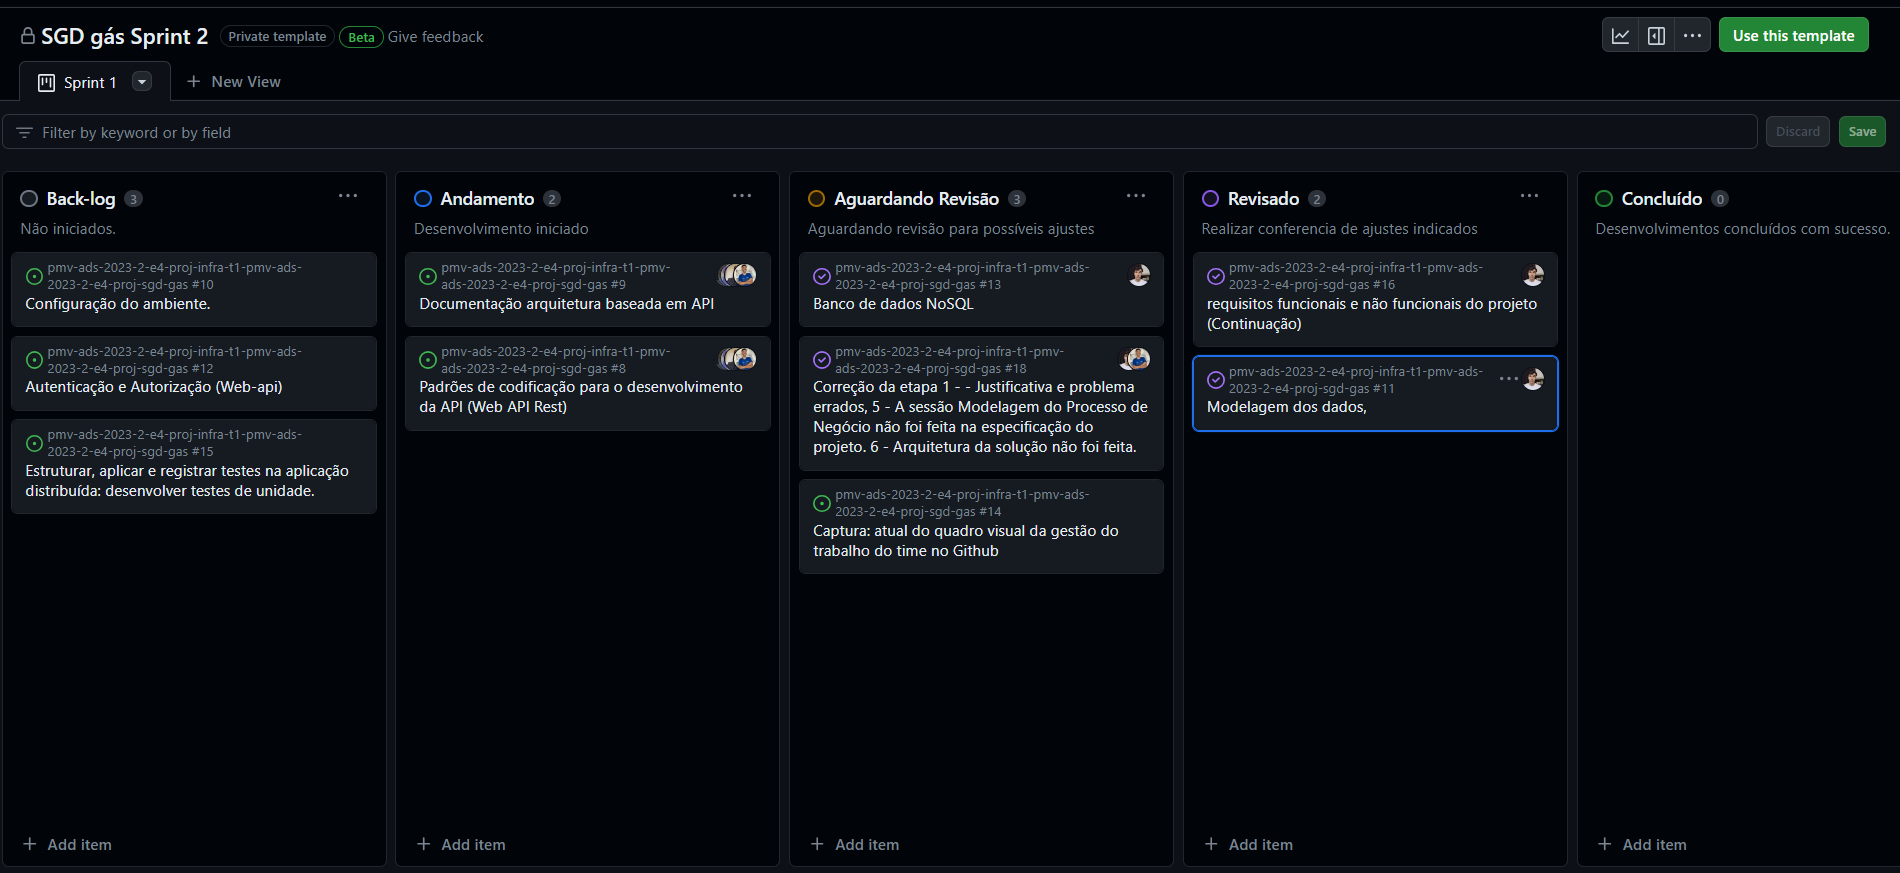 SGD gás Sprint 2 Private template Beta Give feedback
Use this template
Sprint 1
New View
Filter by keyword or by field
Discard
Save
Back-log 3
Não iniciados.
pmv-ads-2023-2-e4-proj-infra-t1-pmv-ads-
2023-2-e4-proj-sgd-gas #10
Configuração do ambiente.
pmv-ads-2023-2-e4-proj-infra-t1-pmv-ads-
2023-2-e4-proj-sgd-gas #12
Autenticação e Autorização (Web-api)
pmv-ads-2023-2-e4-proj-infra-t1-pmv-ads-
2023-2-e4-proj-sgd-gas #15
Estruturar, aplicar e registrar testes na aplicação
distribuída: desenvolver testes de unidade.
Add item
Andamento 2
Desenvolvimento iniciado
pmv-ads-2023-2-e4-proj-infra-t1-pmv-
ads-2023-2-e4-proj-sgd-gas #9
Documentação arquitetura baseada em API
pmv-ads-2023-2-e4-proj-infra-t1-pmv-
ads-2023-2-e4-proj-sgd-gas #8
Padrões de codificação para o desenvolvimento
da API (Web API Rest)
Add item
Aguardando Revisão 3
Aguardando revisão para possíveis ajustes
pmv-ads-2023-2-e4-proj-infra-t1-pmv-ads-
2023-2-e4-proj-sgd-gas #13
Banco de dados NoSQL
pmv-ads-2023-2-e4-proj-infra-t1-pmv-
ads-2023-2-e4-proj-sgd-gas #18
Correção da etapa 1 - - Justificativa e problema
errados, 5 - A sessão Modelagem do Processo de
Negócio não foi feita na especificação do
projeto. 6 - Arquitetura da solução não foi feita.
pmv-ads-2023-2-e4-proj-infra-t1-pmv-ads-
2023-2-e4-proj-sgd-gas #14
Captura: atual do quadro visual da gestão do
trabalho do time no Github
Add item
Revisado 2
Realizar conferencia de ajustes indicados
pmv-ads-2023-2-e4-proj-infra-t1-pmv-ads-
2023-2-e4-proj-sgd-gas #16
requisitos funcionais e não funcionais do projeto
(Continuação)
pmv-ads-2023-2-e4-proj-infra-t1-pmv-ads-
2023-2-e4-proj-sgd-gas #11
Modelagem dos dados,
Add item
Concluído 0
Desenvolvimentos concluídos com sucesso.
Add item